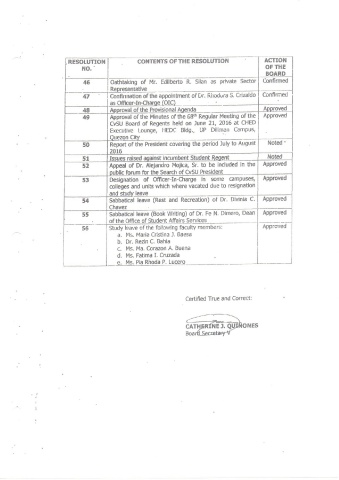 RESOLUTION NO. CONTENTS OF THE RESOLUTION ACTION OF THE BOARD
46 Oathtaking of Mr. Edilberto R. Silan as private Sector Confirmed
Representative
47 Confirmation of the appointment of Dr. Rhodora S. Crisaldo Confirmed
as Officer-In-Charge (OIC)
48 Approval of the Provisional Agenda Approved
49 Approval of the Minutes of the 68th Regular Meeting of the Approved
CvSU Board of Regents held on June 21, 2016 at CHED
Executive Lounge, HEDC Bldg., UP Diliman Campus,
Quezon City
50 Report of the President covering the period July to August Noted
2016
51 Issues raised against incumbent Student Regent Noted
52 Appeal of Dr. Alejandro Mojica, Sr. to be included in the Approved
public forum for the Search of CvSU President
53 Designation of Officer-In-Charge in some campuses, Approved
colleges and units which where vacated due to resignation
and study leave
54 Sabbatical leave (Rest and Recreation) of Dr. Divinia C. Approved
Chavez
55 Sabbatical leave (Book Writing) of Dr. Fe N. Dimero, Dean Approved
of the Office of Student Affairs Services
56 Study leave of the following faculty members: Approved
a. Ms. Maria Cristina J. Baesa
b. Dr. Bahia
c. Ms. Ma. Corazon A. Buena
d. Ms. Fatima I. Cruzada
e. Ms. Pia Rhoda P. Lucero
Certified True and Correct:
CATHERINE J. QUIÑONES
Board Secretary V